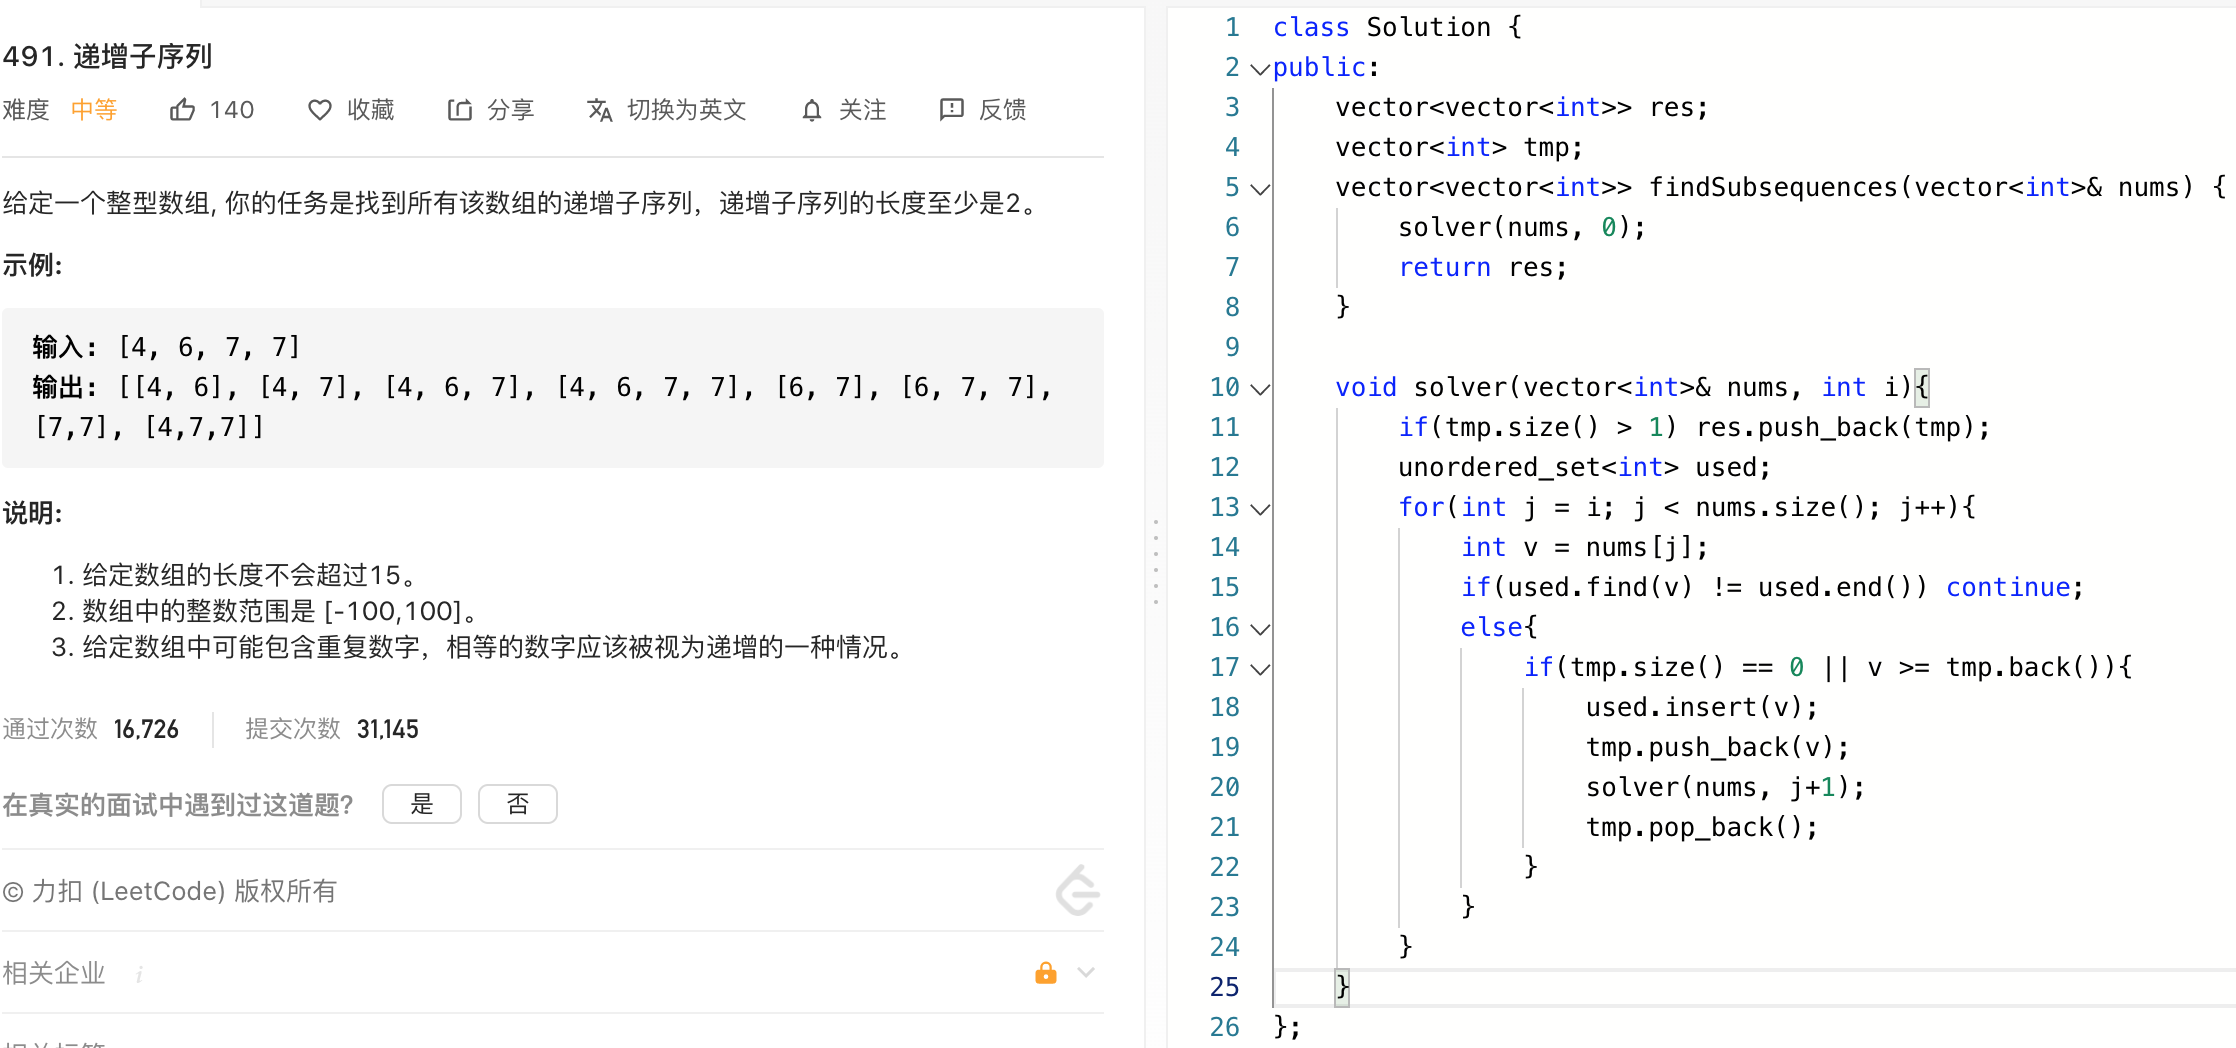 491. 递增子序列
难度 中等 140 收藏 分享 切换为英文 关注 反馈
给定一个整型数组, 你的任务是找到所有该数组的递增子序列，递增子序列的长度至少是2。
示例:
输入: [4, 6, 7, 7]
输出: [[4, 6], [4, 7], [4, 6, 7], [4, 6, 7, 7], [6, 7], [6, 7, 7],
[7,7], [4,7,7]]
说明:
1. 给定数组的长度不会超过15。
2. 数组中的整数范围是 [-100,100]。
3. 给定数组中可能包含重复数字，相等的数字应该被视为递增的一种情况。
通过次数 16,726 提交次数 31,145
在真实的面试中遇到过这道题? 是 否
© 力扣 (LeetCode) 版权所有
相关企业 i
1 class Solution {
2 public:
3     vector<vector<int>> res;
4     vector<int> tmp;
5     vector<vector<int>> findSubsequences(vector<int>& nums) {
6         solver(nums, 0);
7         return res;
8     }
9
10     void solver(vector<int>& nums, int i){
11         if(tmp.size() > 1) res.push_back(tmp);
12         unordered_set<int> used;
13         for(int j = i; j < nums.size(); j++){
14             int v = nums[j];
15             if(used.find(v) != used.end()) continue;
16             else{
17                 if(tmp.size() == 0 || v >= tmp.back()){
18                     used.insert(v);
19                     tmp.push_back(v);
20                     solver(nums, j+1);
21                     tmp.pop_back();
22                 }
23             }
24         }
25     }
26 };